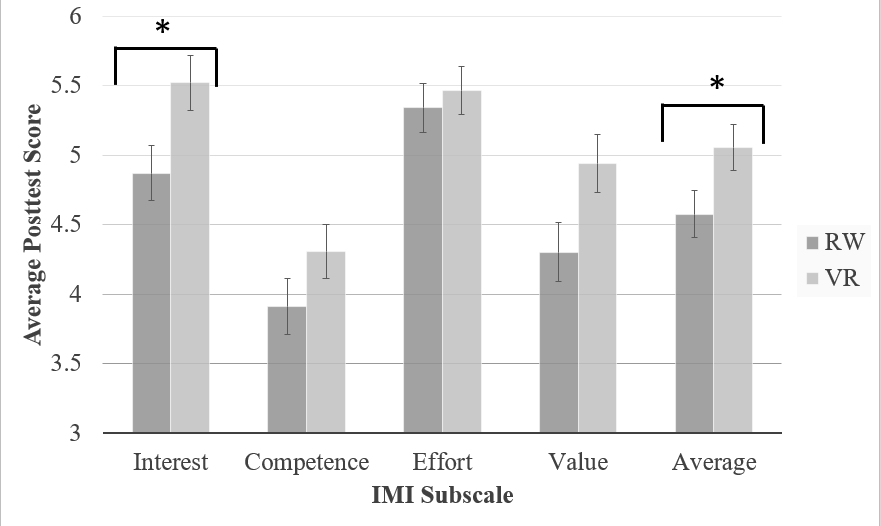 6
5.5
5
4.5
4
3.5
3
Average Posttest Score
*
*
Interest Competence Effort Value Average
IMI Subscale
RW
VR